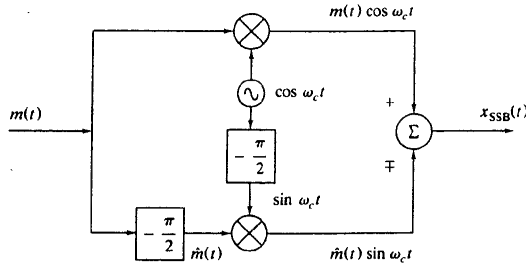 m(t) cos ω_c t
cos ω_c t
m(t)
+
x_SSB(t)
Σ
− π/2
∓
sin ω_c t
− π/2
m̂(t)
m̂(t) sin ω_c t